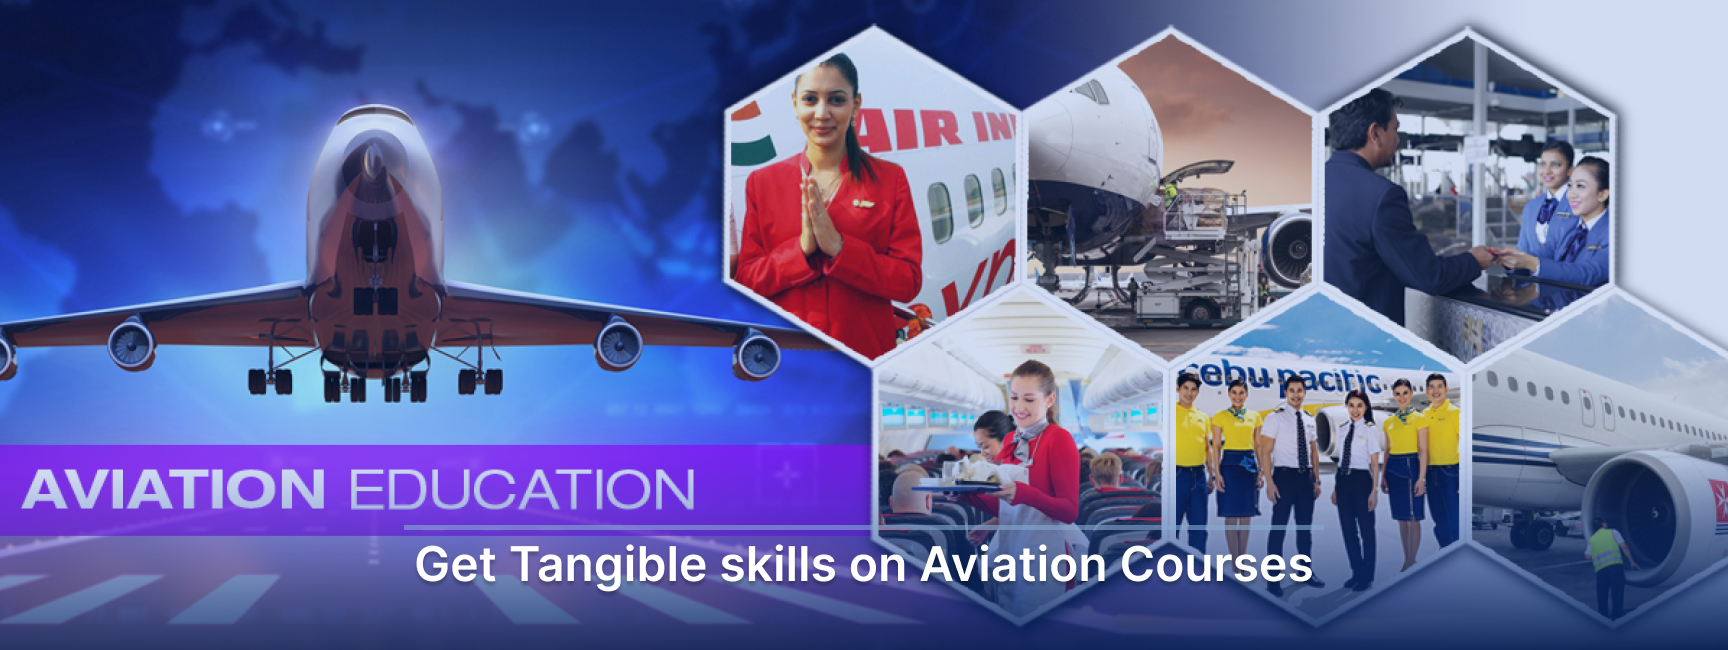 AIR IN
cebu pacific
AVIATION EDUCATION
Get Tangible skills on Aviation Courses